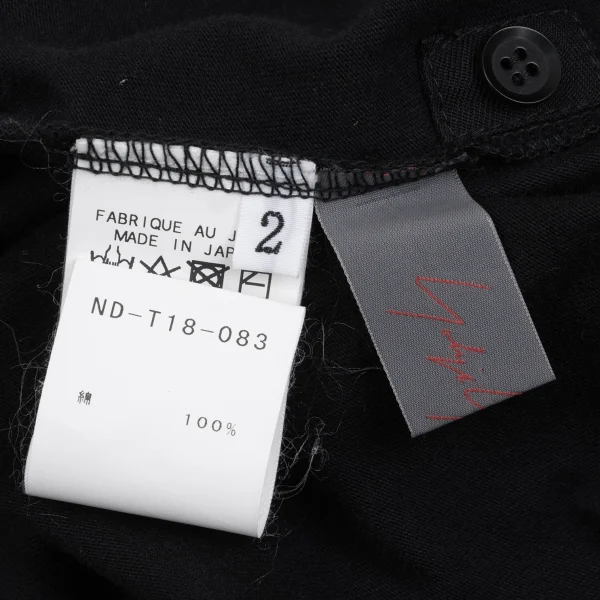 FABRIQUE AU J
MADE IN JAP
2
ND-T18-083
綿
100%